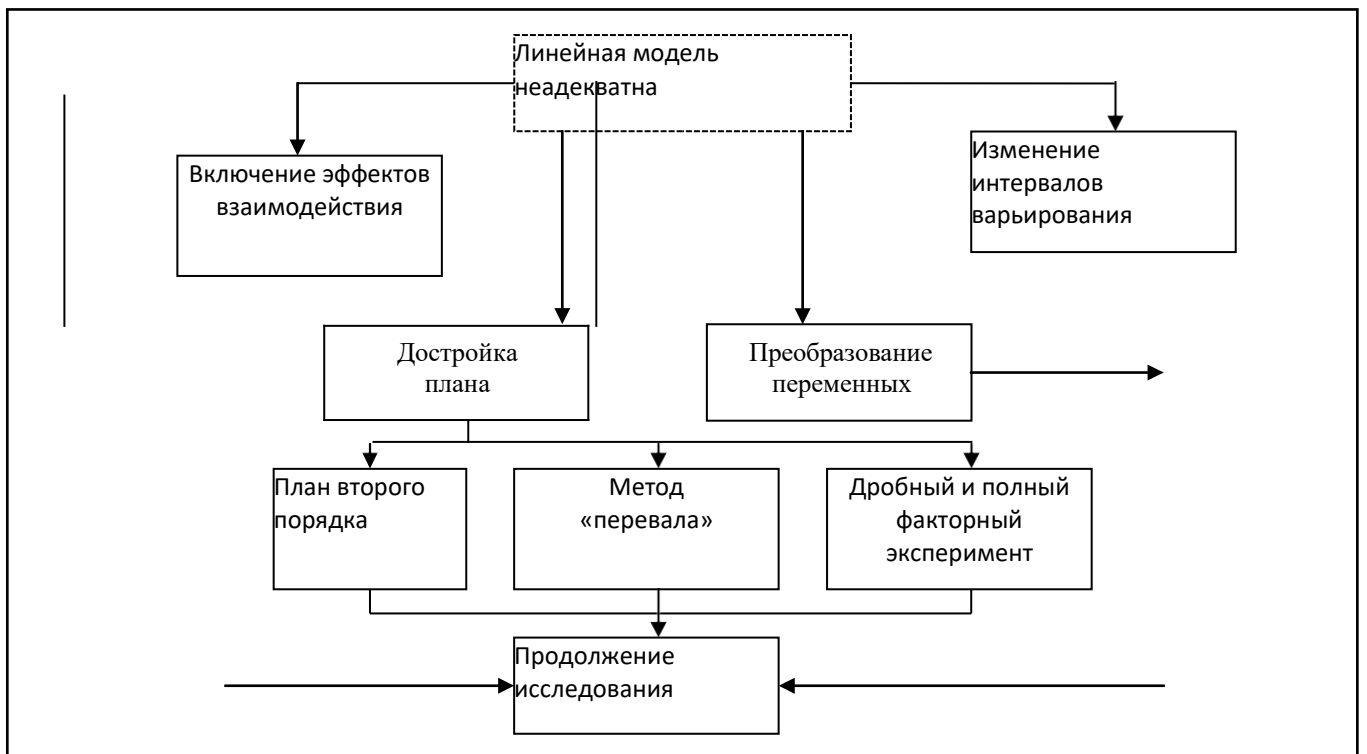 Линейная модель
неадекватна
Включение эффектов
взаимодействия
Изменение
интервалов
варьирования
Достройка
плана
Преобразование
переменных
План второго
порядка
Метод
«перевала»
Дробный и полный
факторный
эксперимент
Продолжение
исследования